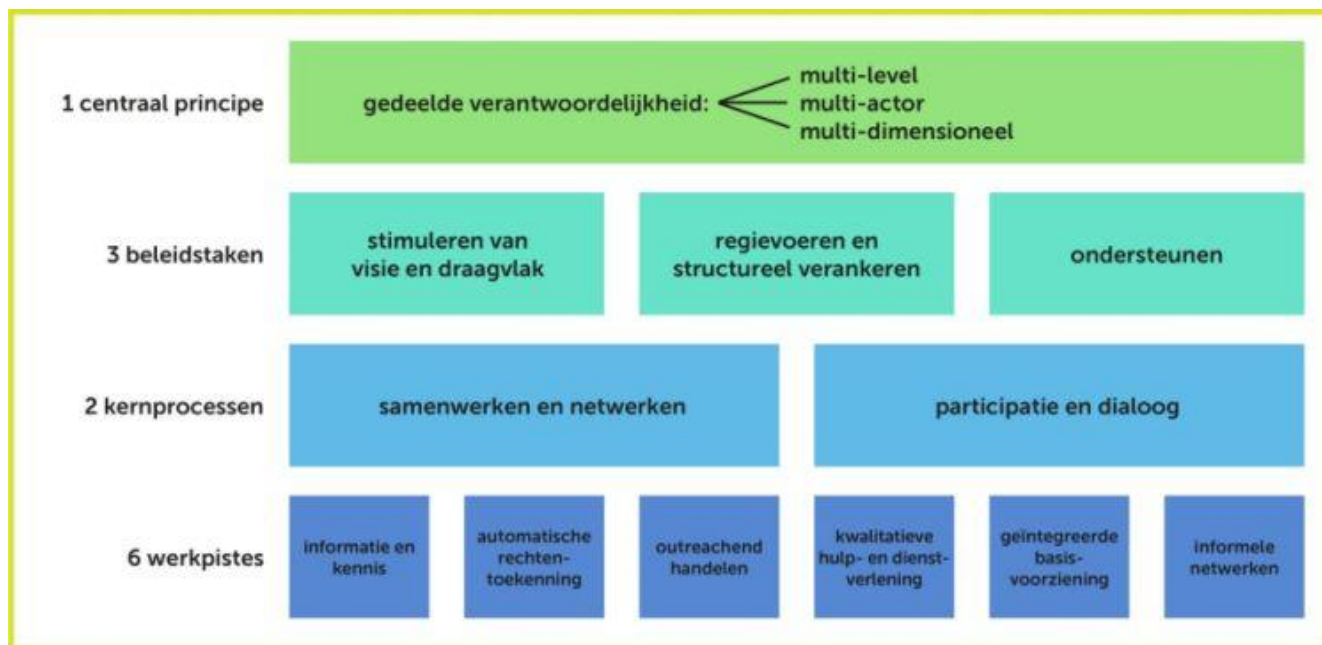 1 centraal principe
gedeelde verantwoordelijkheid:
multi-level
multi-actor
multi-dimensioneel
3 beleidstaken
stimuleren van
visie en draagvlak
regievoeren en
structureel verankeren
ondersteunen
2 kernprocessen
samenwerken en netwerken
participatie en dialoog
6 werkpistes
informatie en
kennis
automatische
rechten-
toekenning
outreachend
handelen
kwalitatieve
hulp- en dienst-
verlening
geïntegreerde
basis-
voorziening
informele
netwerken